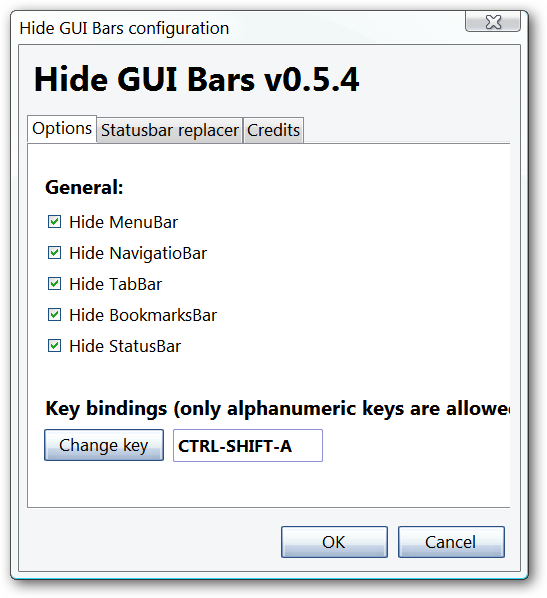 Hide GUI Bars configuration
Hide GUI Bars v0.5.4
Options Statusbar replacer Credits
General:
Hide MenuBar
Hide NavigatioBar
Hide TabBar
Hide BookmarksBar
Hide StatusBar
Key bindings (only alphanumeric keys are allowe
Change key CTRL-SHIFT-A
OK Cancel